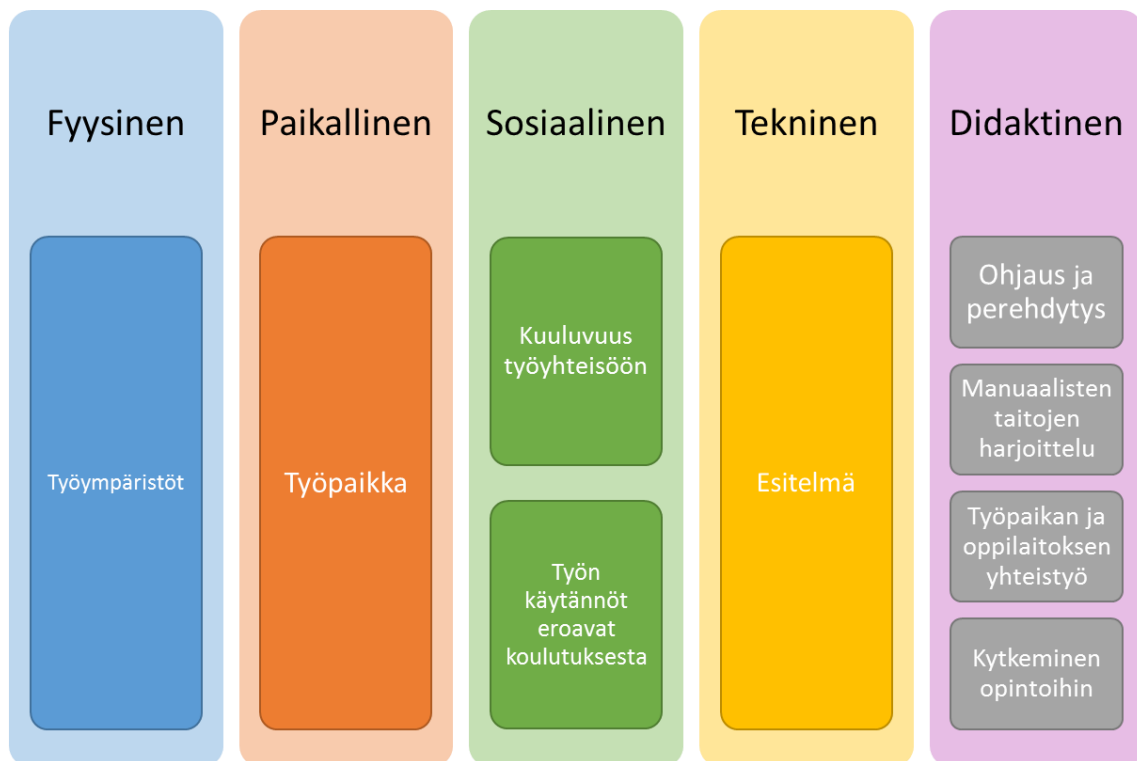 Fyysinen
Työympäristöt
Paikallinen
Työpaikka
Sosiaalinen
Kuuluvuus
työyhteisöön
Työn
käytännöt
eroavat
koulutuksesta
Tekninen
Esitelmä
Didaktinen
Ohjaus ja
perehdytys
Manuaalisten
taitojen
harjoittelu
Työpaikan ja
oppilaitoksen
yhteistyö
Kytkeminen
opintoihin